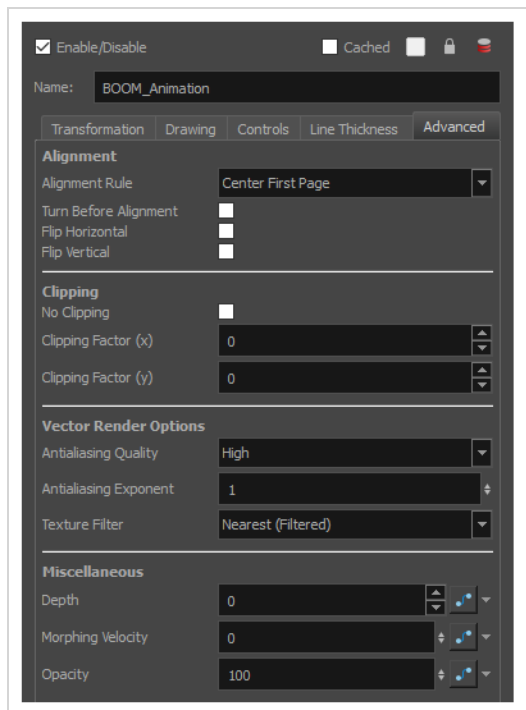 Enable/Disable Cached
Name: BOOM_Animation
Transformation Drawing Controls Line Thickness Advanced
Alignment
Alignment Rule Center First Page
Turn Before Alignment
Flip Horizontal
Flip Vertical
Clipping
No Clipping
Clipping Factor (x) 0
Clipping Factor (y) 0
Vector Render Options
Antialiasing Quality High
Antialiasing Exponent 1
Texture Filter Nearest (Filtered)
Miscellaneous
Depth 0
Morphing Velocity 0
Opacity 100